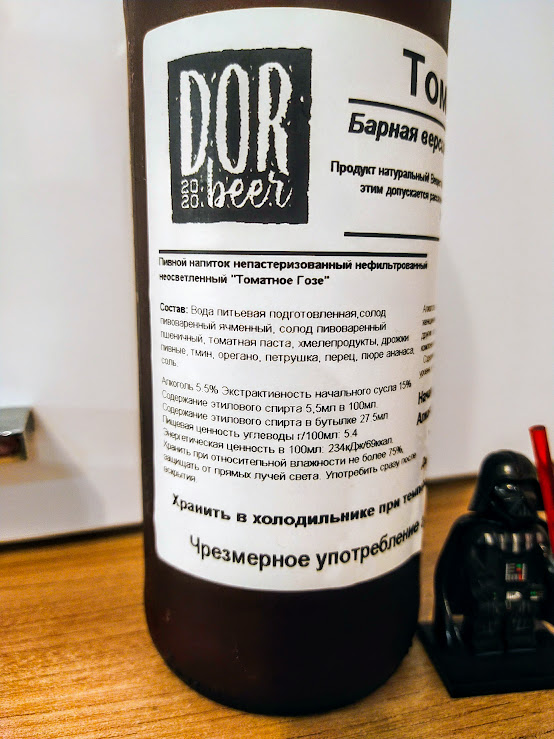 DOR
2020 beer
Том
Барная верс
Продукт натуральный
этим допускается
Пивной напиток непастеризованный нефильтрованный
неосветленный "Томатное Гозе"
Состав: Вода питьевая подготовленная,солод
пивоваренный ячменный, солод пивоваренный
пшеничный, томатная паста, хмелепродукты, дрожжи
пивные, тмин, орегано, петрушка, перец, пюре ананаса,
соль.
Алкоголь 5.5% Экстрактивность начального сусла 15%
Содержание этилового спирта 5,5мл в 100мл.
Содержание этилового спирта в бутылке 27.5мл
Пищевая ценность углеводы г/100мл: 5.4
Энергетическая ценность в 100мл: 234кДж/69ккал.
Хранить при относительной влажности не более 75%,
защищать от прямых лучей света. Употребить сразу после
вскрытия.
Хранить в холодильнике при темп
Чрезмерное употребление